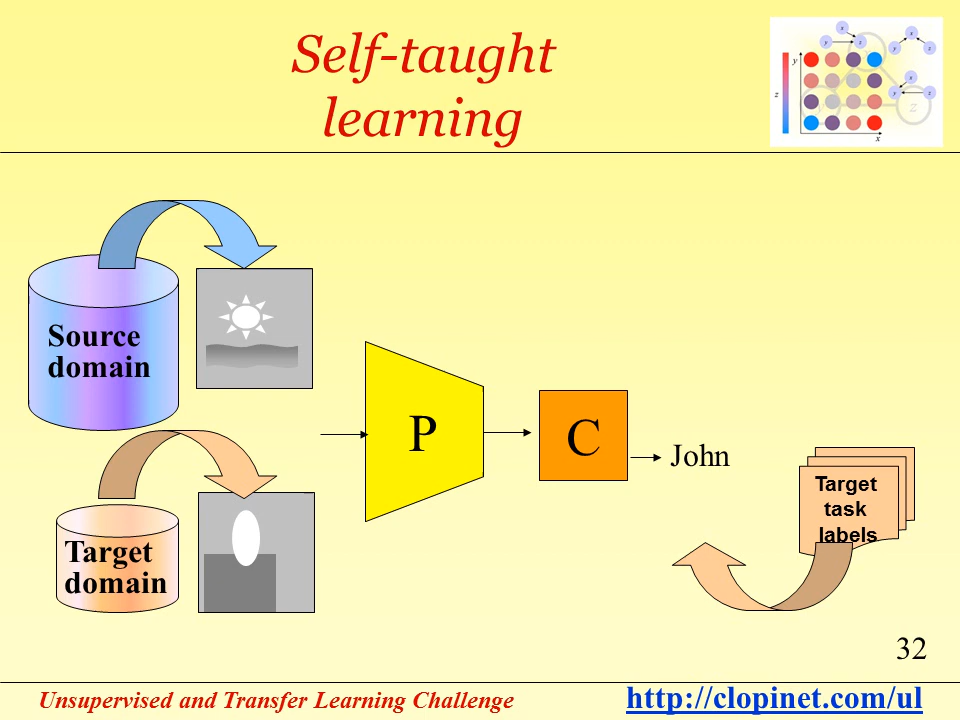 Self-taught
learning
x
y z
x
y z
x
y z
y
z
z
x
Source
domain
P
C
John
Target
task
labels
Target
domain
32
Unsupervised and Transfer Learning Challenge
http://clopinet.com/ul